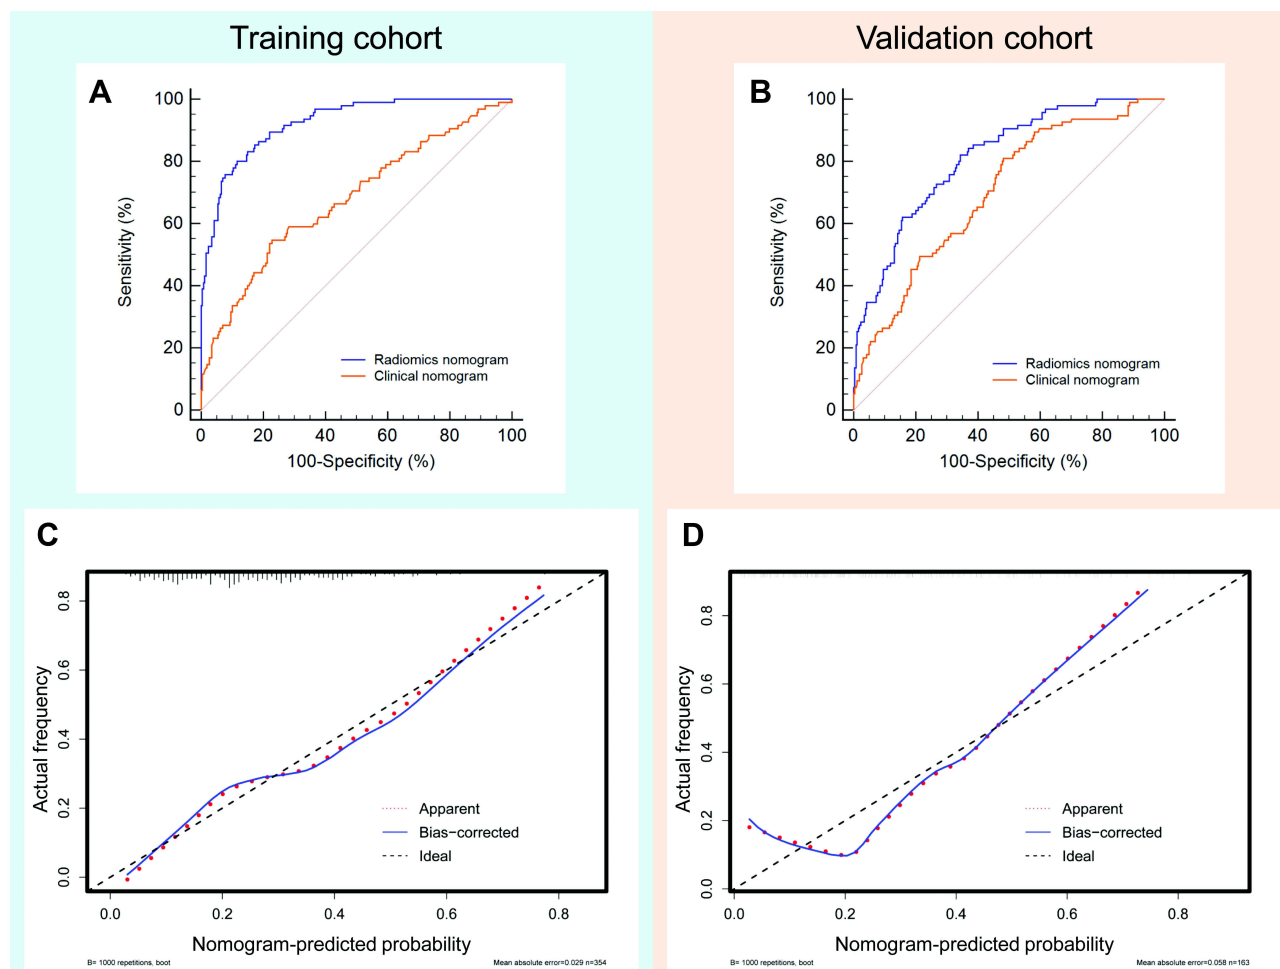 Training cohort
Validation cohort
A
100
80
60
40
20
0
Sensitivity (%)
Radiomics nomogram
Clinical nomogram
0 20 40 60 80 100
100-Specificity (%)
B
100
80
60
40
20
0
Sensitivity (%)
Radiomics nomogram
Clinical nomogram
0 20 40 60 80 100
100-Specificity (%)
C
0.8
0.6
0.4
0.2
0.0
Actual frequency
Apparent
Bias-corrected
Ideal
0.0 0.2 0.4 0.6 0.8
Nomogram-predicted probability
B= 1000 repetitions, boot
Mean absolute error=0.029 n=354
D
0.8
0.6
0.4
0.2
0.0
Actual frequency
Apparent
Bias-corrected
Ideal
0.0 0.2 0.4 0.6 0.8
Nomogram-predicted probability
B= 1000 repetitions, boot
Mean absolute error=0.058 n=163